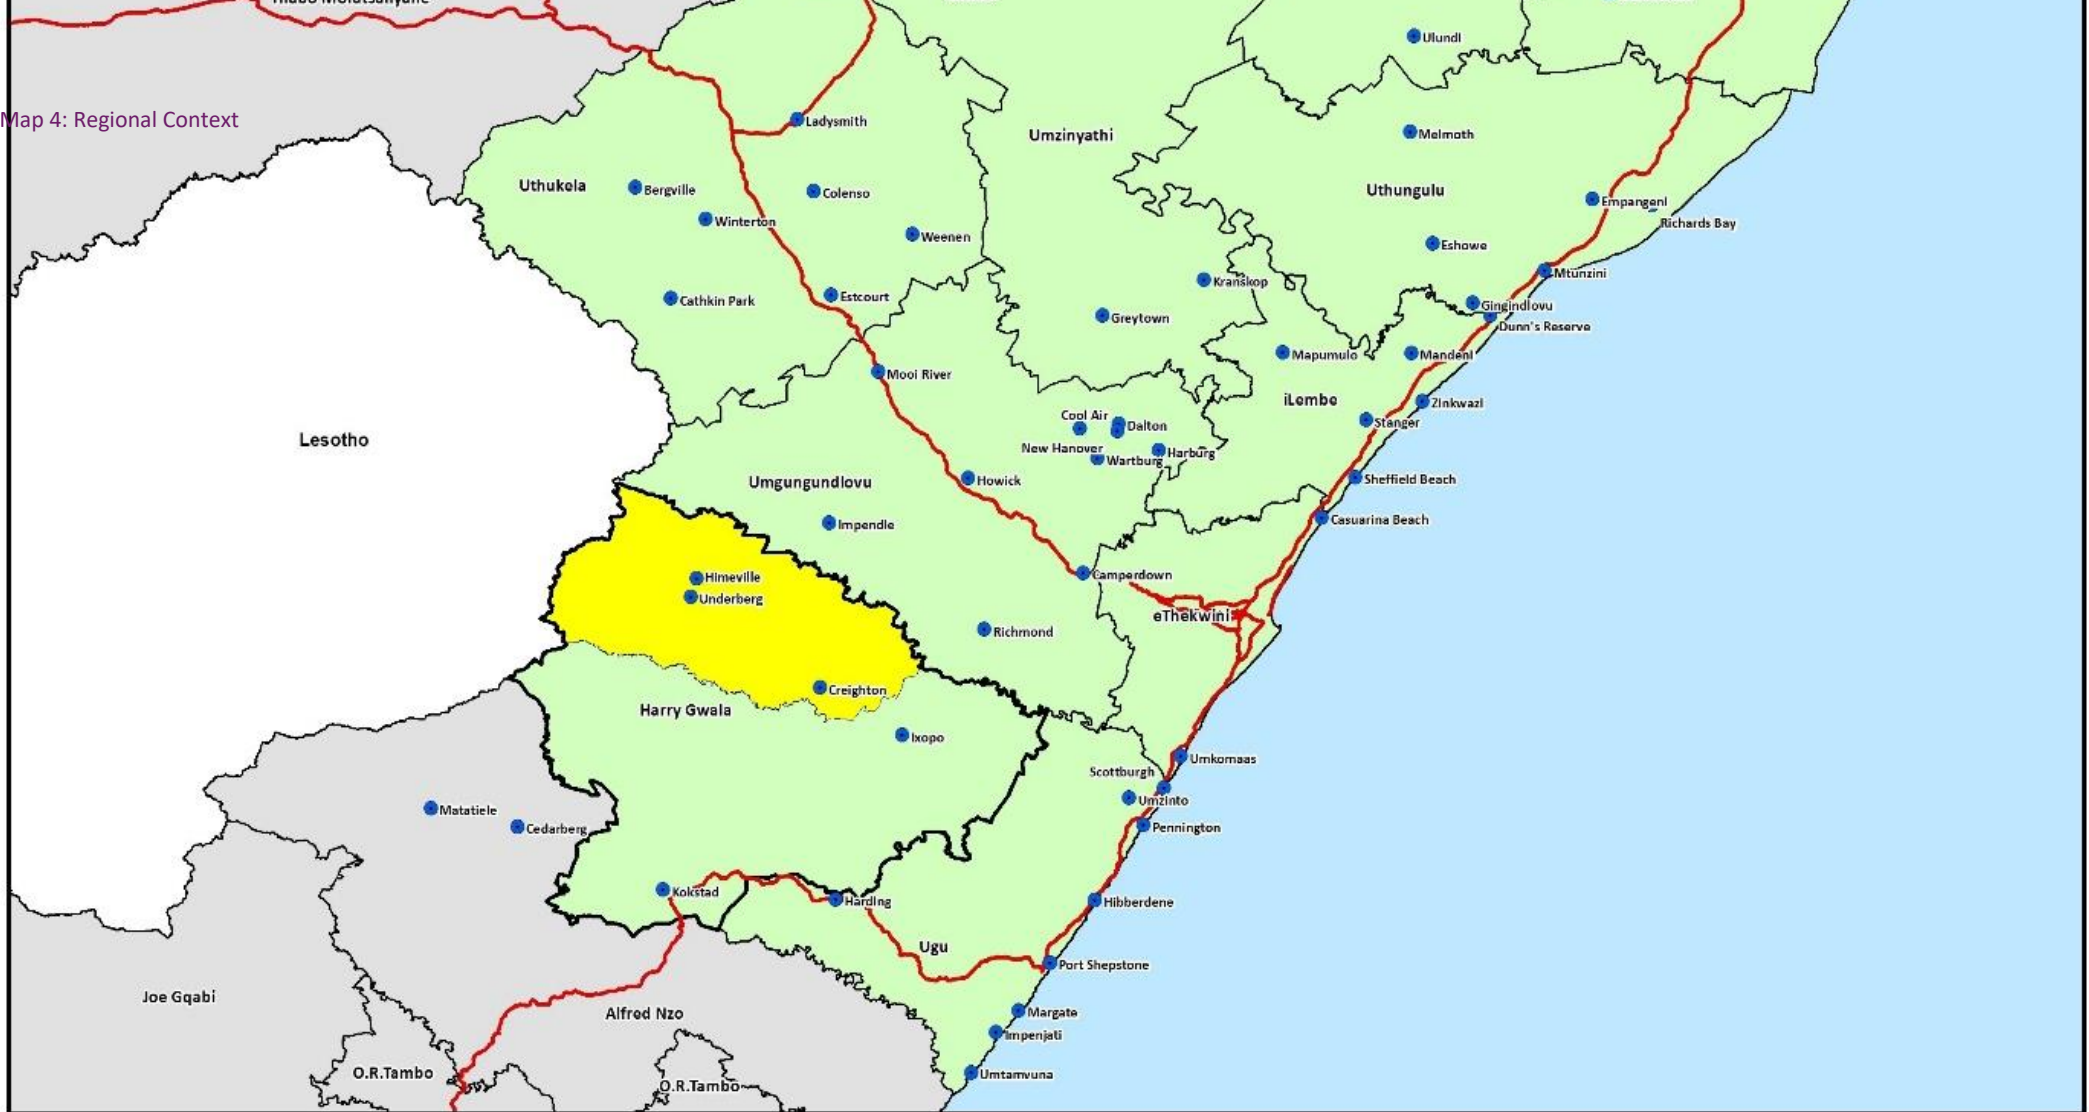 Ulundi
Map 4: Regional Context
Ladysmith
Umzinyathi
Melmoth
Uthukela
Bergville
Colenso
Uthungulu
Winterton
Empangeni
Richards Bay
Weenen
Eshowe
Mtunzini
Kranskop
Cathkin Park
Estcourt
Gingindlovu
Greytown
Dunn's Reserve
Mapumulo
Mandeni
Mooi River
iLembe
Zinkwazi
Cool Air
Dalton
Stanger
Lesotho
New Hanover
Wartburg
Harburg
Umgungundlovu
Howick
Sheffield Beach
Impendle
Casuarina Beach
Himeville
Camperdown
Underberg
eThekwini
Richmond
Creighton
Harry Gwala
Ixopo
Umkomaas
Scottburgh
Umzinto
Matatiele
Cedarberg
Pennington
Kokstad
Harding
Hibberdene
Ugu
Port Shepstone
Joe Gqabi
Alfred Nzo
Margate
Impenjati
O.R.Tambo
O.R.Tambo
Umtamvuna